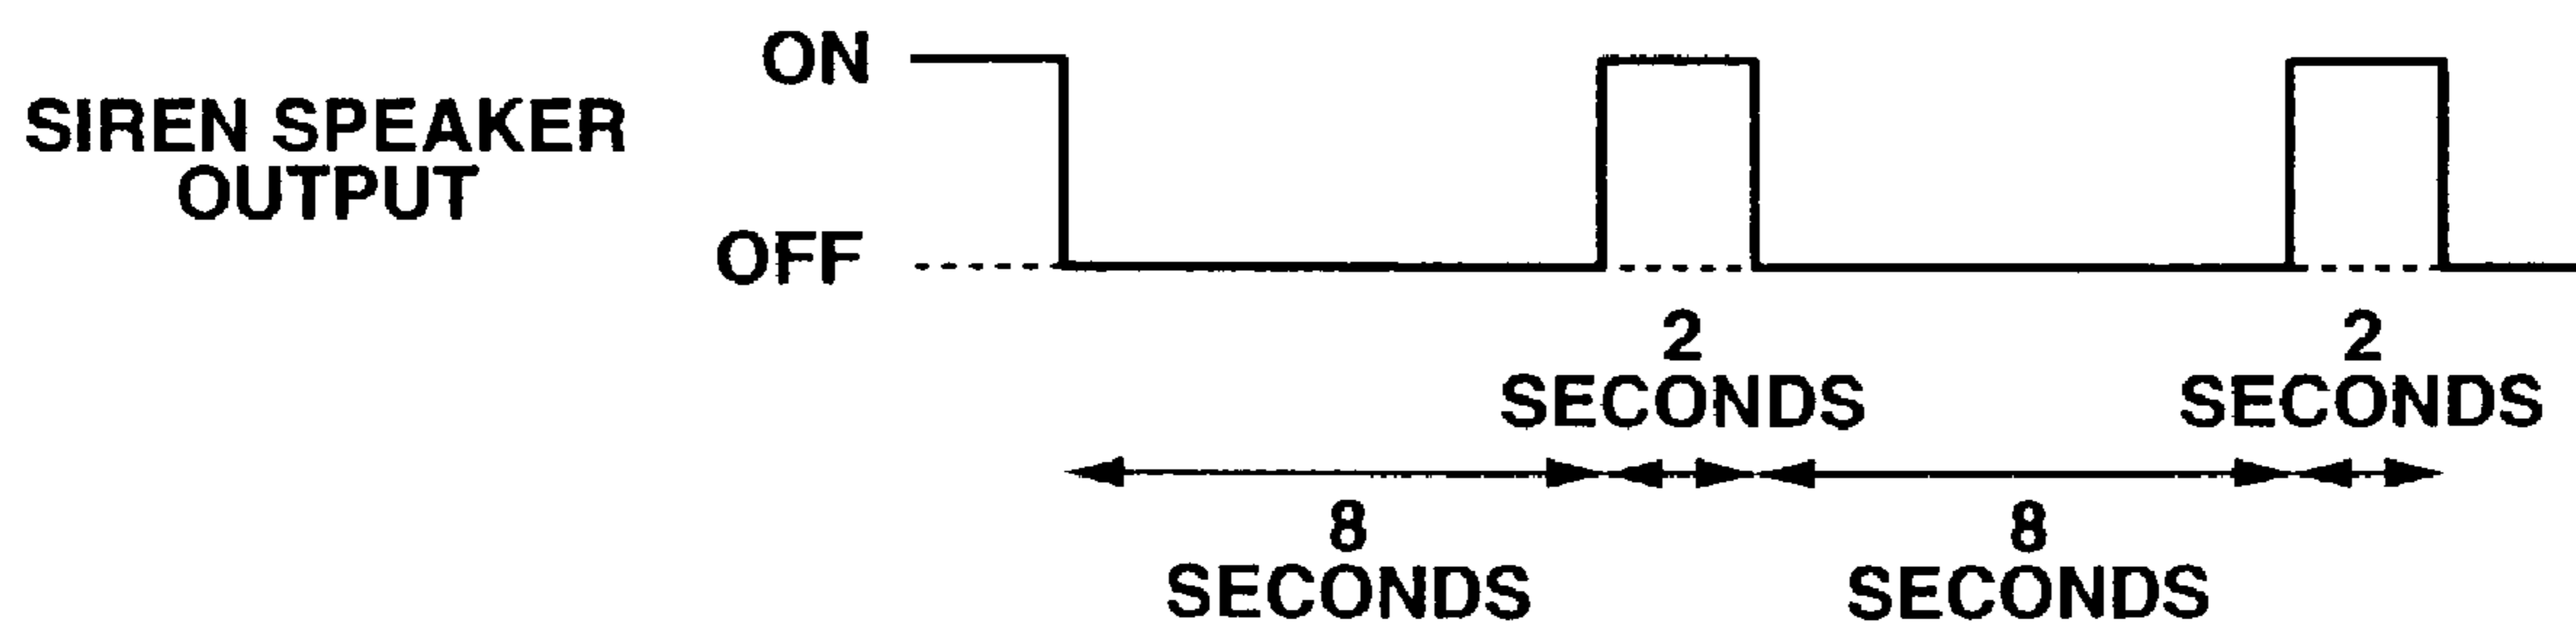 ON
SIREN SPEAKER
OUTPUT
OFF
2
SECONDS
2
SECONDS
8
SECONDS
8
SECONDS